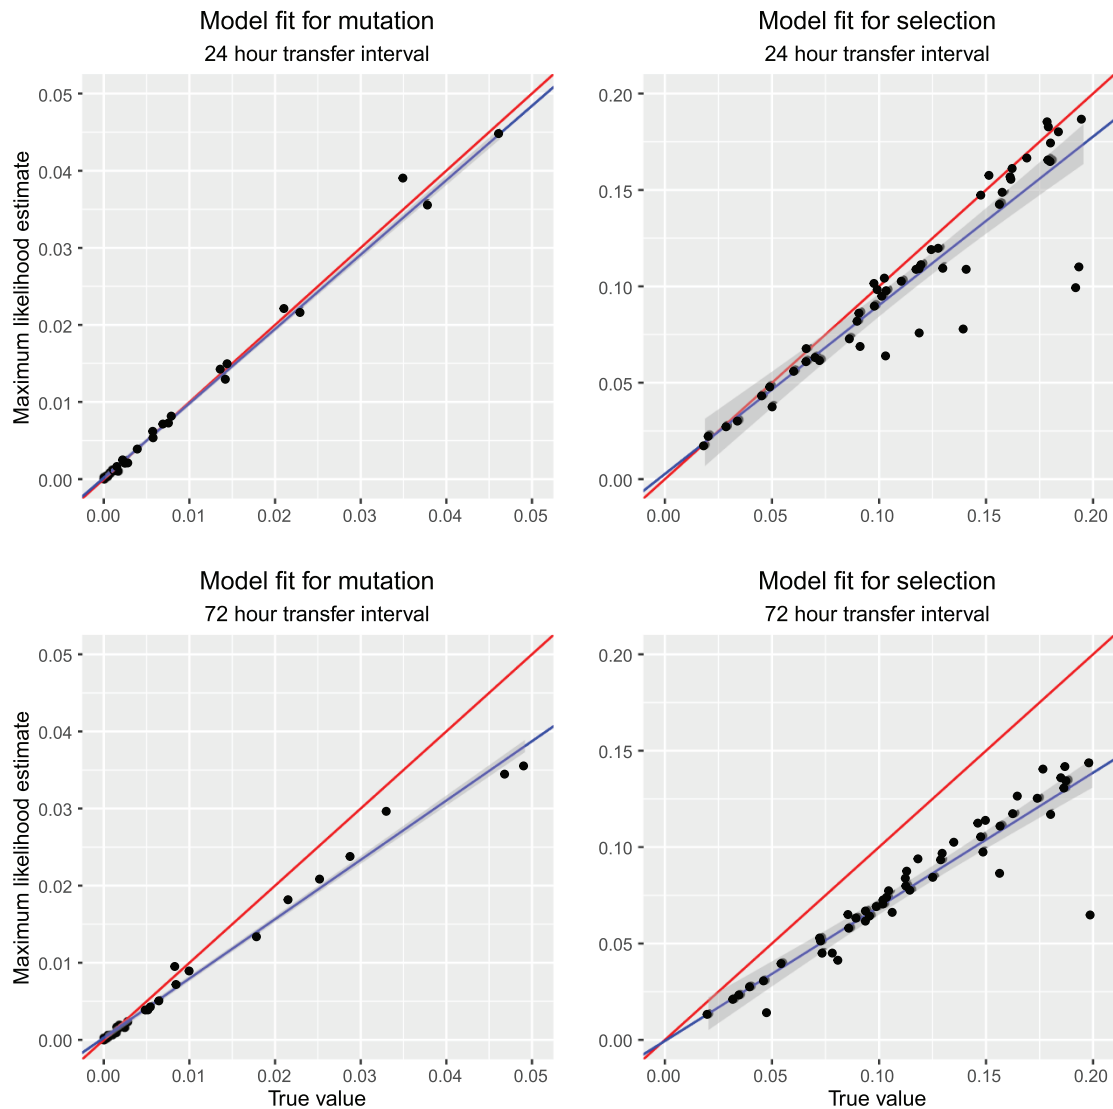 Model fit for mutation
24 hour transfer interval
Maximum likelihood estimate
0.05
0.04
0.03
0.02
0.01
0.00
0.00 0.01 0.02 0.03 0.04 0.05
Model fit for selection
24 hour transfer interval
0.20
0.15
0.10
0.05
0.00
0.00 0.05 0.10 0.15 0.20
Model fit for mutation
72 hour transfer interval
Maximum likelihood estimate
0.05
0.04
0.03
0.02
0.01
0.00
0.00 0.01 0.02 0.03 0.04 0.05
True value
Model fit for selection
72 hour transfer interval
0.20
0.15
0.10
0.05
0.00
0.00 0.05 0.10 0.15 0.20
True value